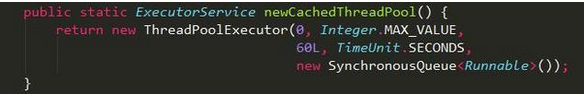 public static ExecutorService newCachedThreadPool() {
    return new ThreadPoolExecutor(0, Integer.MAX_VALUE,
                                  60L, TimeUnit.SECONDS,
                                  new SynchronousQueue<Runnable>());
}